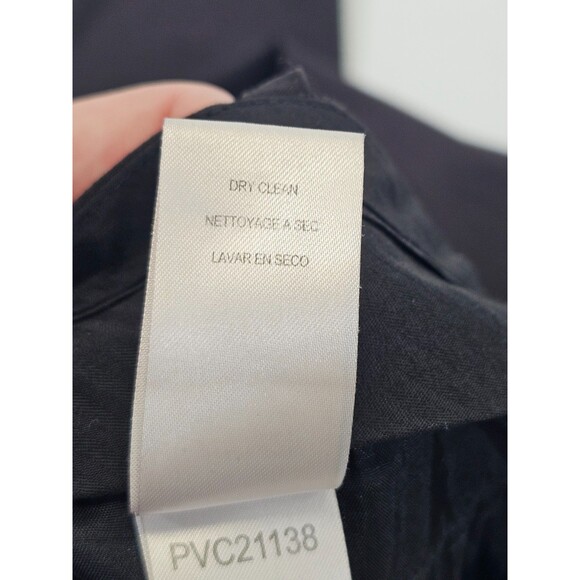 DRY CLEAN
NETTOYAGE A SEC
LAVAR EN SECO
PVC21138